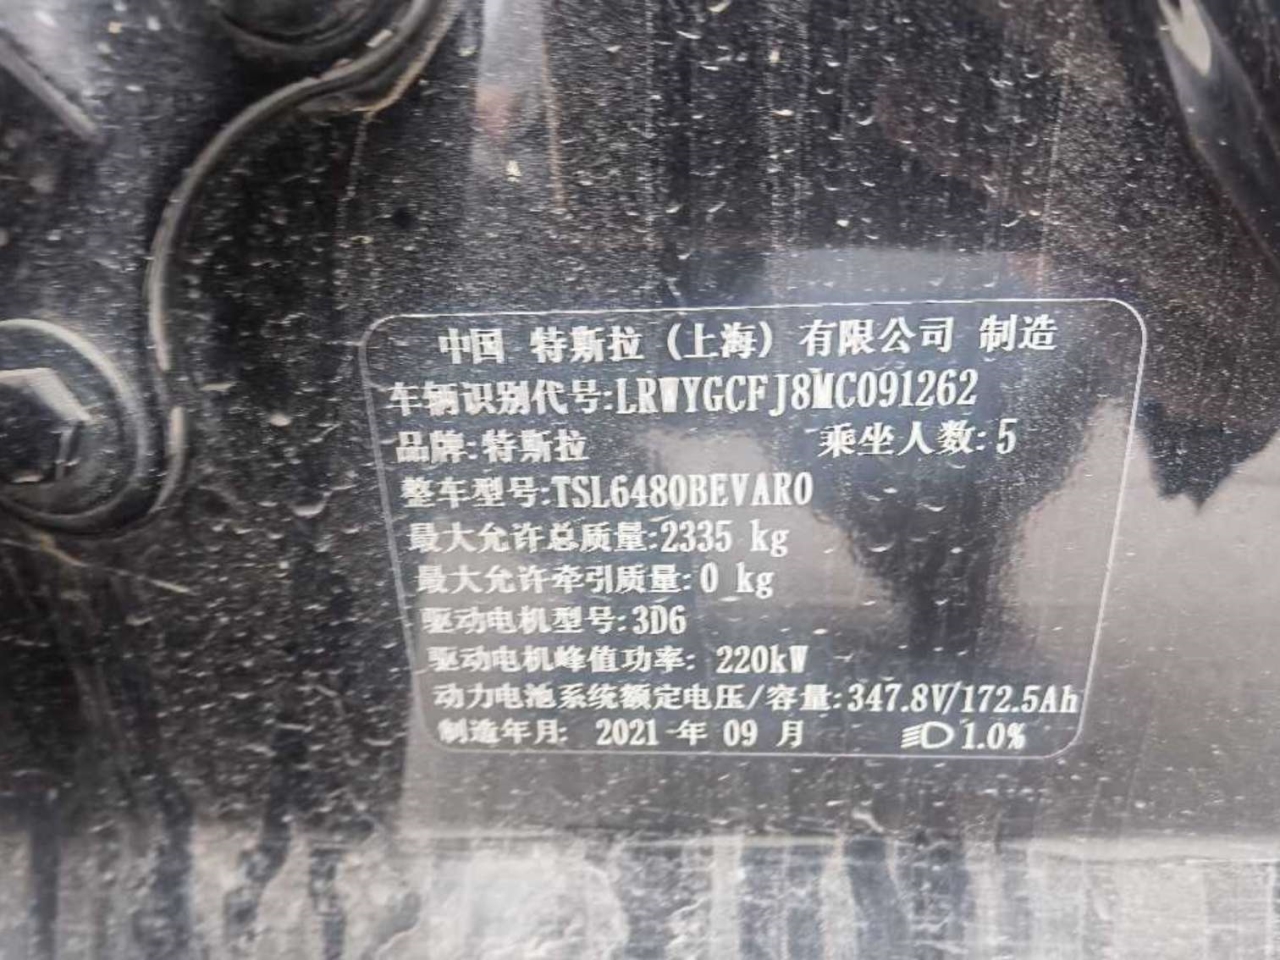 中国 特斯拉（上海）有限公司 制造
车辆识别代号:LRWYGCFJ8MC091262
品牌:特斯拉 乘坐人数:5
整车型号:TSL6480BEVAR0
最大允许总质量:2335 kg
最大允许牵引质量:0 kg
驱动电机型号:3D6
驱动电机峰值功率: 220kW
动力电池系统额定电压/容量:347.8V/172.5Ah
制造年月: 2021 年 09 月 1.0%